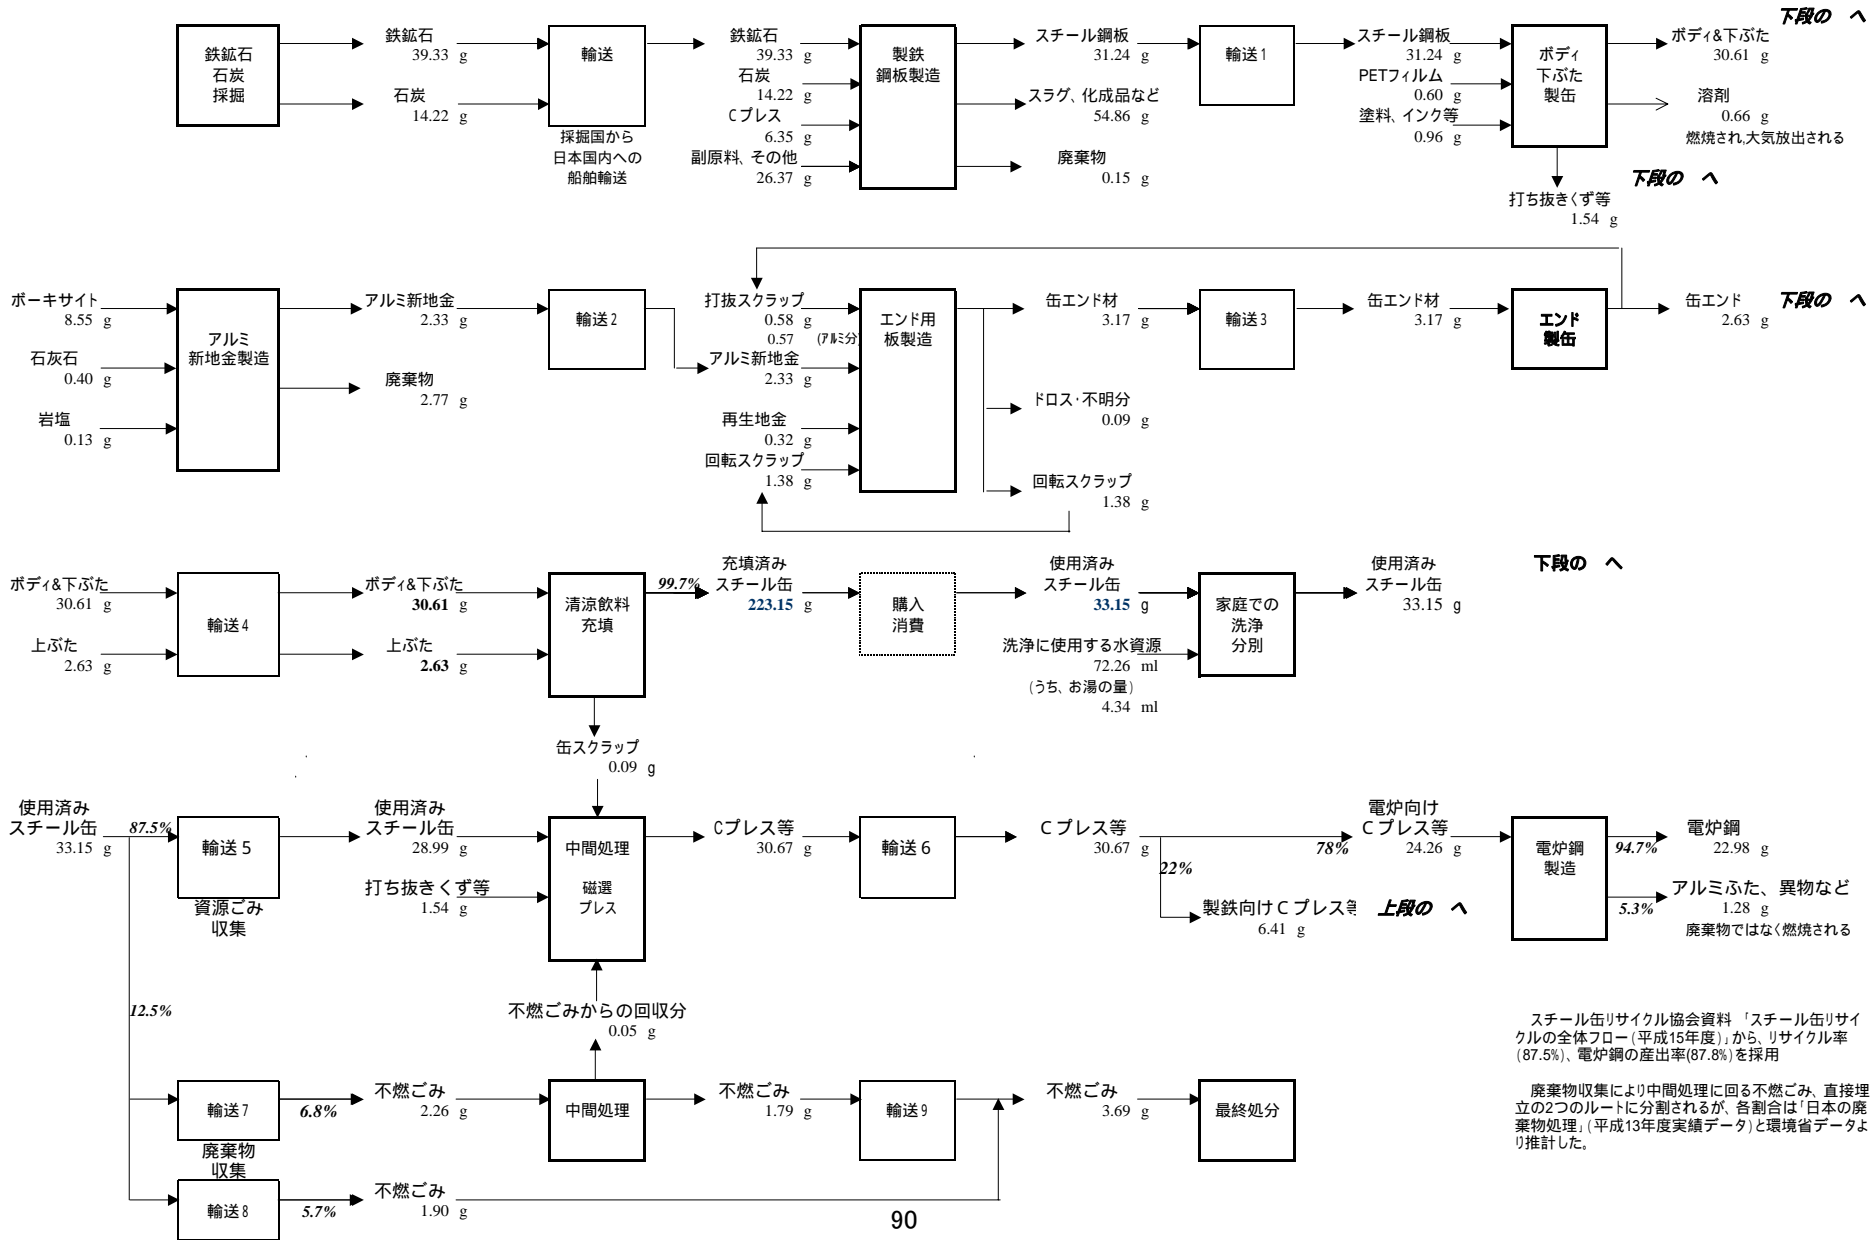 下段の　へ
鉄鉱石
石炭
採掘
鉄鉱石
39.33 g
石炭
14.22 g
輸送
採掘国から
日本国内への
船舶輸送
鉄鉱石
39.33 g
石炭
14.22 g
Cプレス
6.35 g
副原料、その他
26.37 g
製鉄
鋼板製造
スチール鋼板
31.24 g
スラグ、化成品など
54.86 g
廃棄物
0.15 g
輸送1
スチール鋼板
31.24 g
PETフィルム
0.60 g
塗料、インク等
0.96 g
ボディ
下ぶた
製缶
ボディ&下ぶた
30.61 g
溶剤
0.66 g
燃焼され,大気放出される
下段の　へ
打ち抜きくず等
1.54 g
ボーキサイト
8.55 g
石灰石
0.40 g
岩塩
0.13 g
アルミ
新地金製造
アルミ新地金
2.33 g
廃棄物
2.77 g
輸送2
打抜スクラップ
0.58 g
0.57 (アルミ分)
アルミ新地金
2.33 g
再生地金
0.32 g
回転スクラップ
1.38 g
エンド用
板製造
缶エンド材
3.17 g
ドロス・不明分
0.09 g
回転スクラップ
1.38 g
輸送3
缶エンド材
3.17 g
エンド
製缶
缶エンド
2.63 g
下段の　へ
ボディ&下ぶた
30.61 g
上ぶた
2.63 g
輸送4
ボディ&下ぶた
30.61 g
上ぶた
2.63 g
清涼飲料
充填
99.7%
充填済み
スチール缶
223.15 g
購入
消費
使用済み
スチール缶
33.15 g
洗浄に使用する水資源
72.26 ml
(うち、お湯の量)
4.34 ml
家庭での
洗浄
分別
使用済み
スチール缶
33.15 g
下段の　へ
缶スクラップ
0.09 g
使用済み
スチール缶
33.15 g
87.5%
輸送5
資源ごみ
収集
使用済み
スチール缶
28.99 g
打ち抜きくず等
1.54 g
中間処理
磁選
プレス
Cプレス等
30.67 g
輸送6
Cプレス等
30.67 g
22%
78%
電炉向け
Cプレス等
24.26 g
製鉄向けCプレス等
6.41 g
上段の　へ
電炉鋼
製造
94.7%
電炉鋼
22.98 g
5.3%
アルミふた、異物など
1.28 g
廃棄物ではなく燃焼される
12.5%
不燃ごみからの回収分
0.05 g
輸送7
6.8%
廃棄物
収集
不燃ごみ
2.26 g
中間処理
不燃ごみ
1.79 g
輸送9
不燃ごみ
3.69 g
最終処分
輸送8
5.7%
不燃ごみ
1.90 g
スチール缶リサイクル協会資料　「スチール缶リサイ
クルの全体フロー(平成15年度)」から、リサイクル率
(87.5%)、電炉鋼の産出率(87.8%)を採用
廃棄物収集により中間処理に回る不燃ごみ、直接埋
立の2つのルートに分割されるが、各割合は「日本の廃
棄物処理」(平成13年度実績データ)と環境省データよ
り推計した。
90